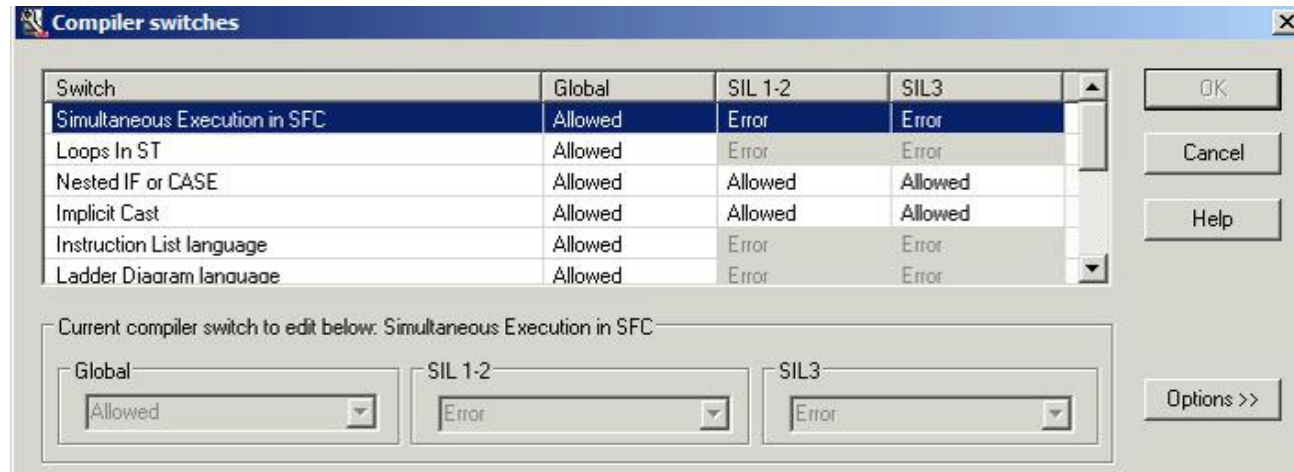 Compiler switches
Switch Global SIL 1-2 SIL3
Simultaneous Execution in SFC Allowed Error Error
Loops In ST Allowed Error Error
Nested IF or CASE Allowed Allowed Allowed
Implicit Cast Allowed Allowed Allowed
Instruction List language Allowed Error Error
Ladder Diagram language Allowed Error Error
OK
Cancel
Help
Current compiler switch to edit below: Simultaneous Execution in SFC
Global SIL 1-2 SIL3
Allowed Error Error
Options >>